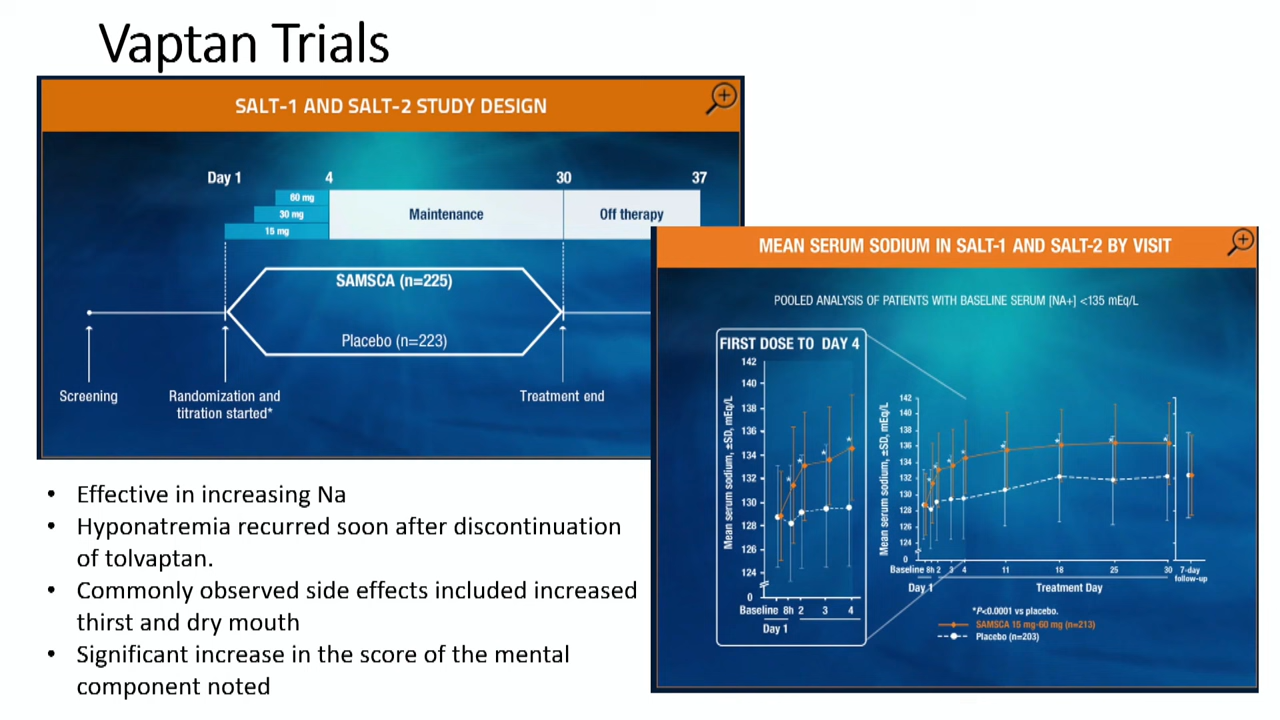 Vaptan Trials
SALT-1 AND SALT-2 STUDY DESIGN
Day 1
4
30
37
60 mg
30 mg
15 mg
Maintenance
Off therapy
SAMSCA (n=225)
Placebo (n=223)
Screening
Randomization and
titration started*
Treatment end
• Effective in increasing Na
• Hyponatremia recurred soon after discontinuation
of tolvaptan.
• Commonly observed side effects included increased
thirst and dry mouth
• Significant increase in the score of the mental
component noted
MEAN SERUM SODIUM IN SALT-1 AND SALT-2 BY VISIT
POOLED ANALYSIS OF PATIENTS WITH BASELINE SERUM [NA+] <135 mEq/L
FIRST DOSE TO DAY 4
Mean serum sodium, ±SD, mEq/L
142
140
138
136
134
132
130
128
126
124
0
Baseline 8h 2 3 4
Day 1
Mean serum sodium, ±SD, mEq/L
142
140
138
136
134
132
130
128
126
124
0
Baseline 8h 2 3 4 11 18 25 30 7-day
follow-up
Day 1
Treatment Day
*P<0.0001 vs placebo.
SAMSCA 15 mg-60 mg (n=213)
Placebo (n=203)